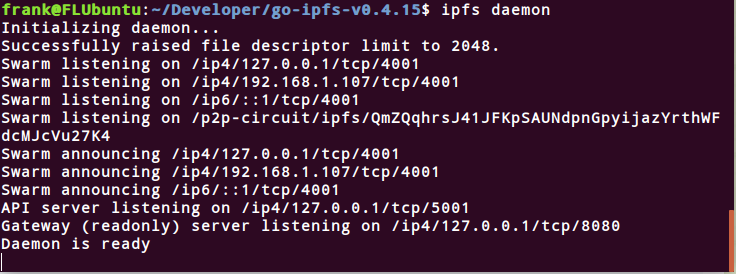 frank@FLUbuntu:~/Developer/go-ipfs-v0.4.15$ ipfs daemon
Initializing daemon...
Successfully raised file descriptor limit to 2048.
Swarm listening on /ip4/127.0.0.1/tcp/4001
Swarm listening on /ip4/192.168.1.107/tcp/4001
Swarm listening on /ip6/::1/tcp/4001
Swarm listening on /p2p-circuit/ipfs/QmZQqhrsJ41JFKpSAUNdpnGpyijazYrthWF
dcMJcVu27K4
Swarm announcing /ip4/127.0.0.1/tcp/4001
Swarm announcing /ip4/192.168.1.107/tcp/4001
Swarm announcing /ip6/::1/tcp/4001
API server listening on /ip4/127.0.0.1/tcp/5001
Gateway (readonly) server listening on /ip4/127.0.0.1/tcp/8080
Daemon is ready